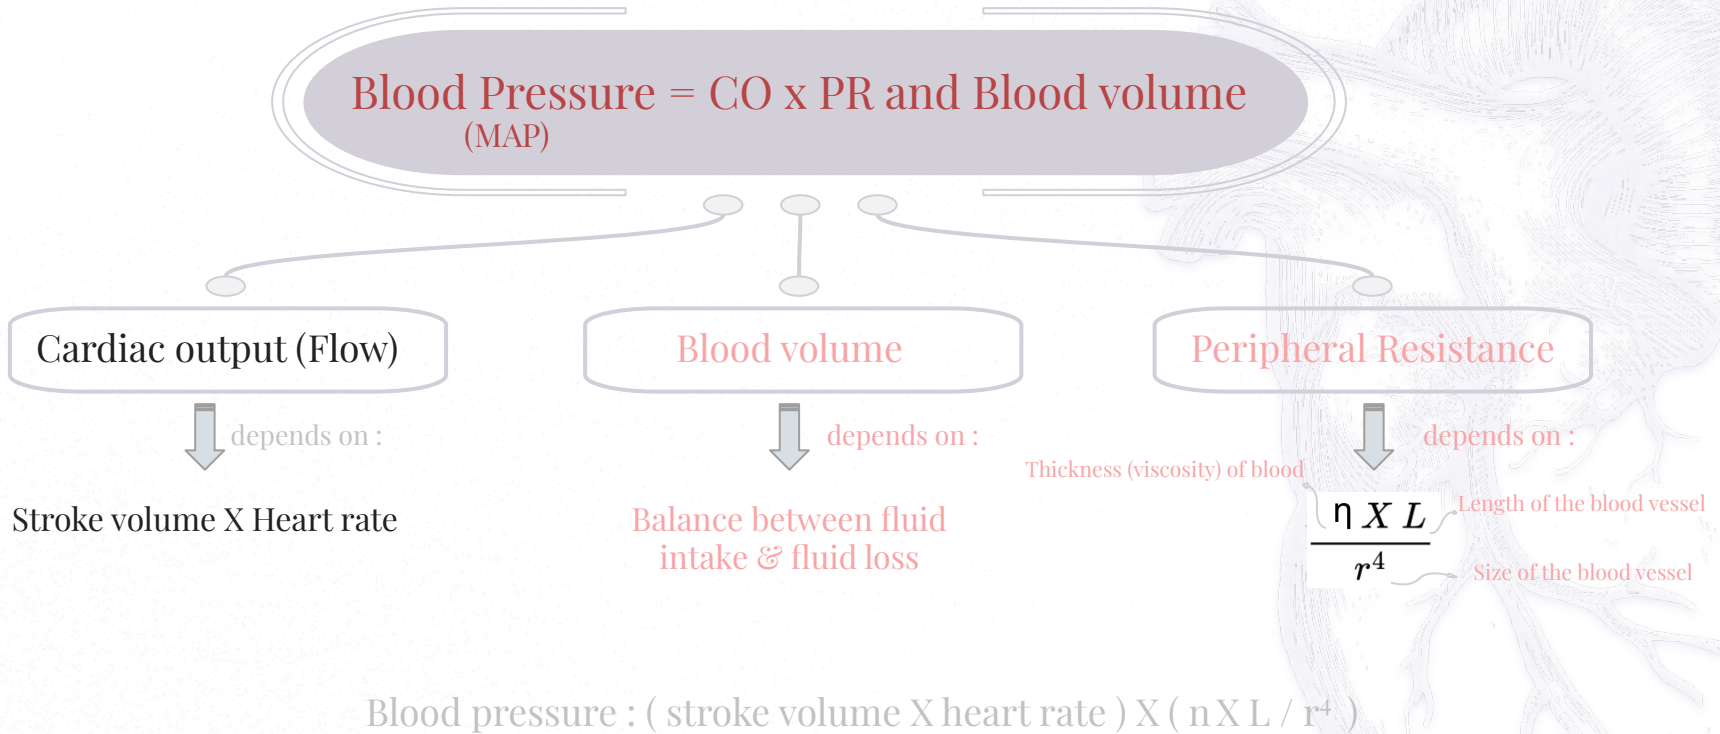 Blood Pressure = CO x PR and Blood volume
(MAP)
Cardiac output (Flow)
Blood volume
Peripheral Resistance
depends on :
depends on :
depends on :
Thickness (viscosity) of blood
Stroke volume X Heart rate
Balance between fluid
intake & fluid loss
η X L
Length of the blood vessel
r⁴
Size of the blood vessel
Blood pressure : ( stroke volume X heart rate ) X ( n X L / r⁴ )